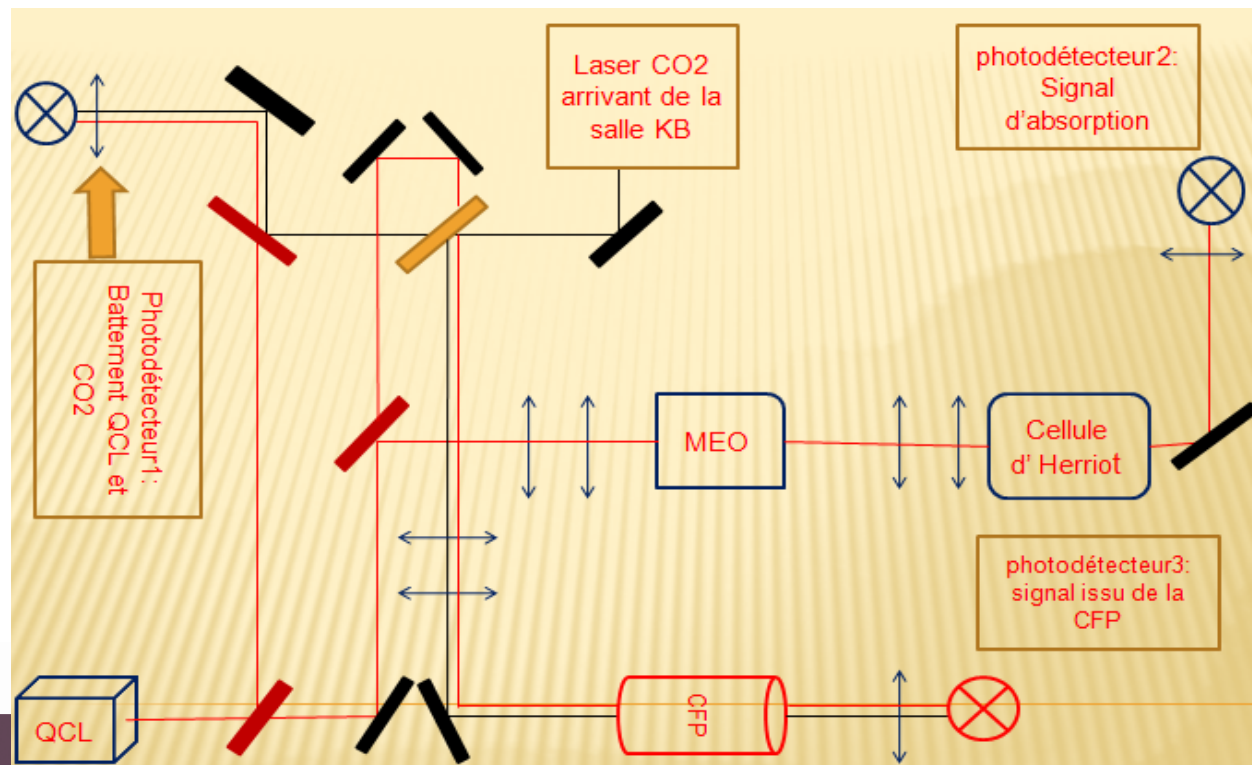 Laser CO2
arrivant de la
salle KB
photodétecteur2:
Signal
d'absorption
Photodétecteur1:
Battement QCL et
CO2
MEO
Cellule
d' Herriot
photodétecteur3:
signal issu de la
CFP
QCL
CFP